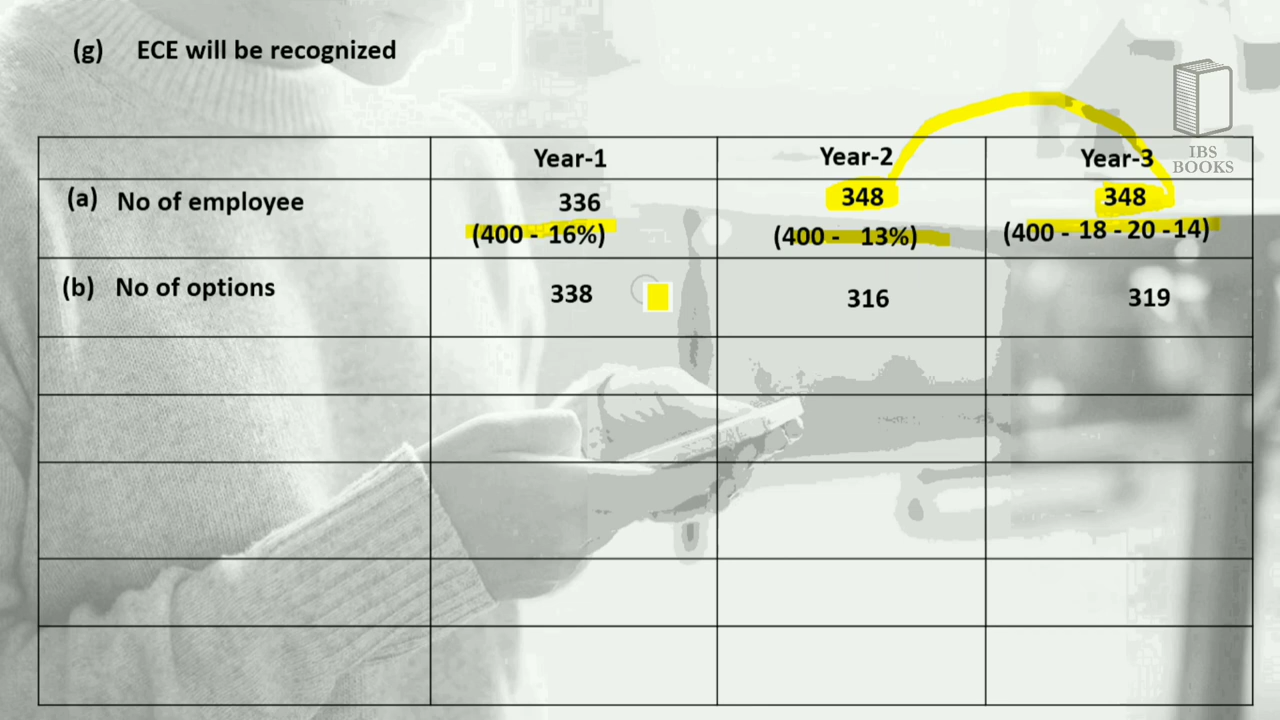 (g) ECE will be recognized
IBS
BOOKS
Year-1 Year-2 Year-3
(a) No of employee 336 348 348
(400 - 16%) (400 - 13%) (400 - 18 - 20 -14)
(b) No of options 338 316 319